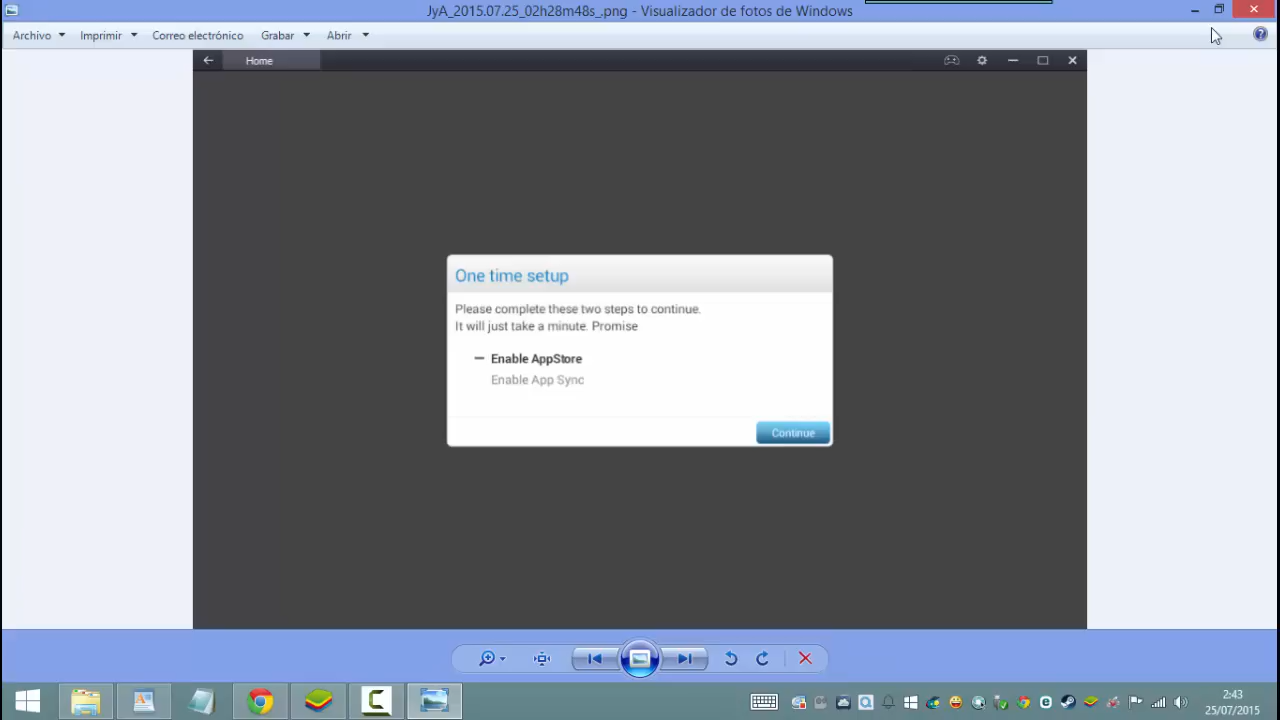 JyA_2015.07.25_02h28m48s_.png - Visualizador de fotos de Windows
Archivo Imprimir Correo electrónico Grabar Abrir
Home
One time setup
Please complete these two steps to continue.
It will just take a minute. Promise
Enable AppStore
Enable App Sync
Continue
2:43
25/07/2015